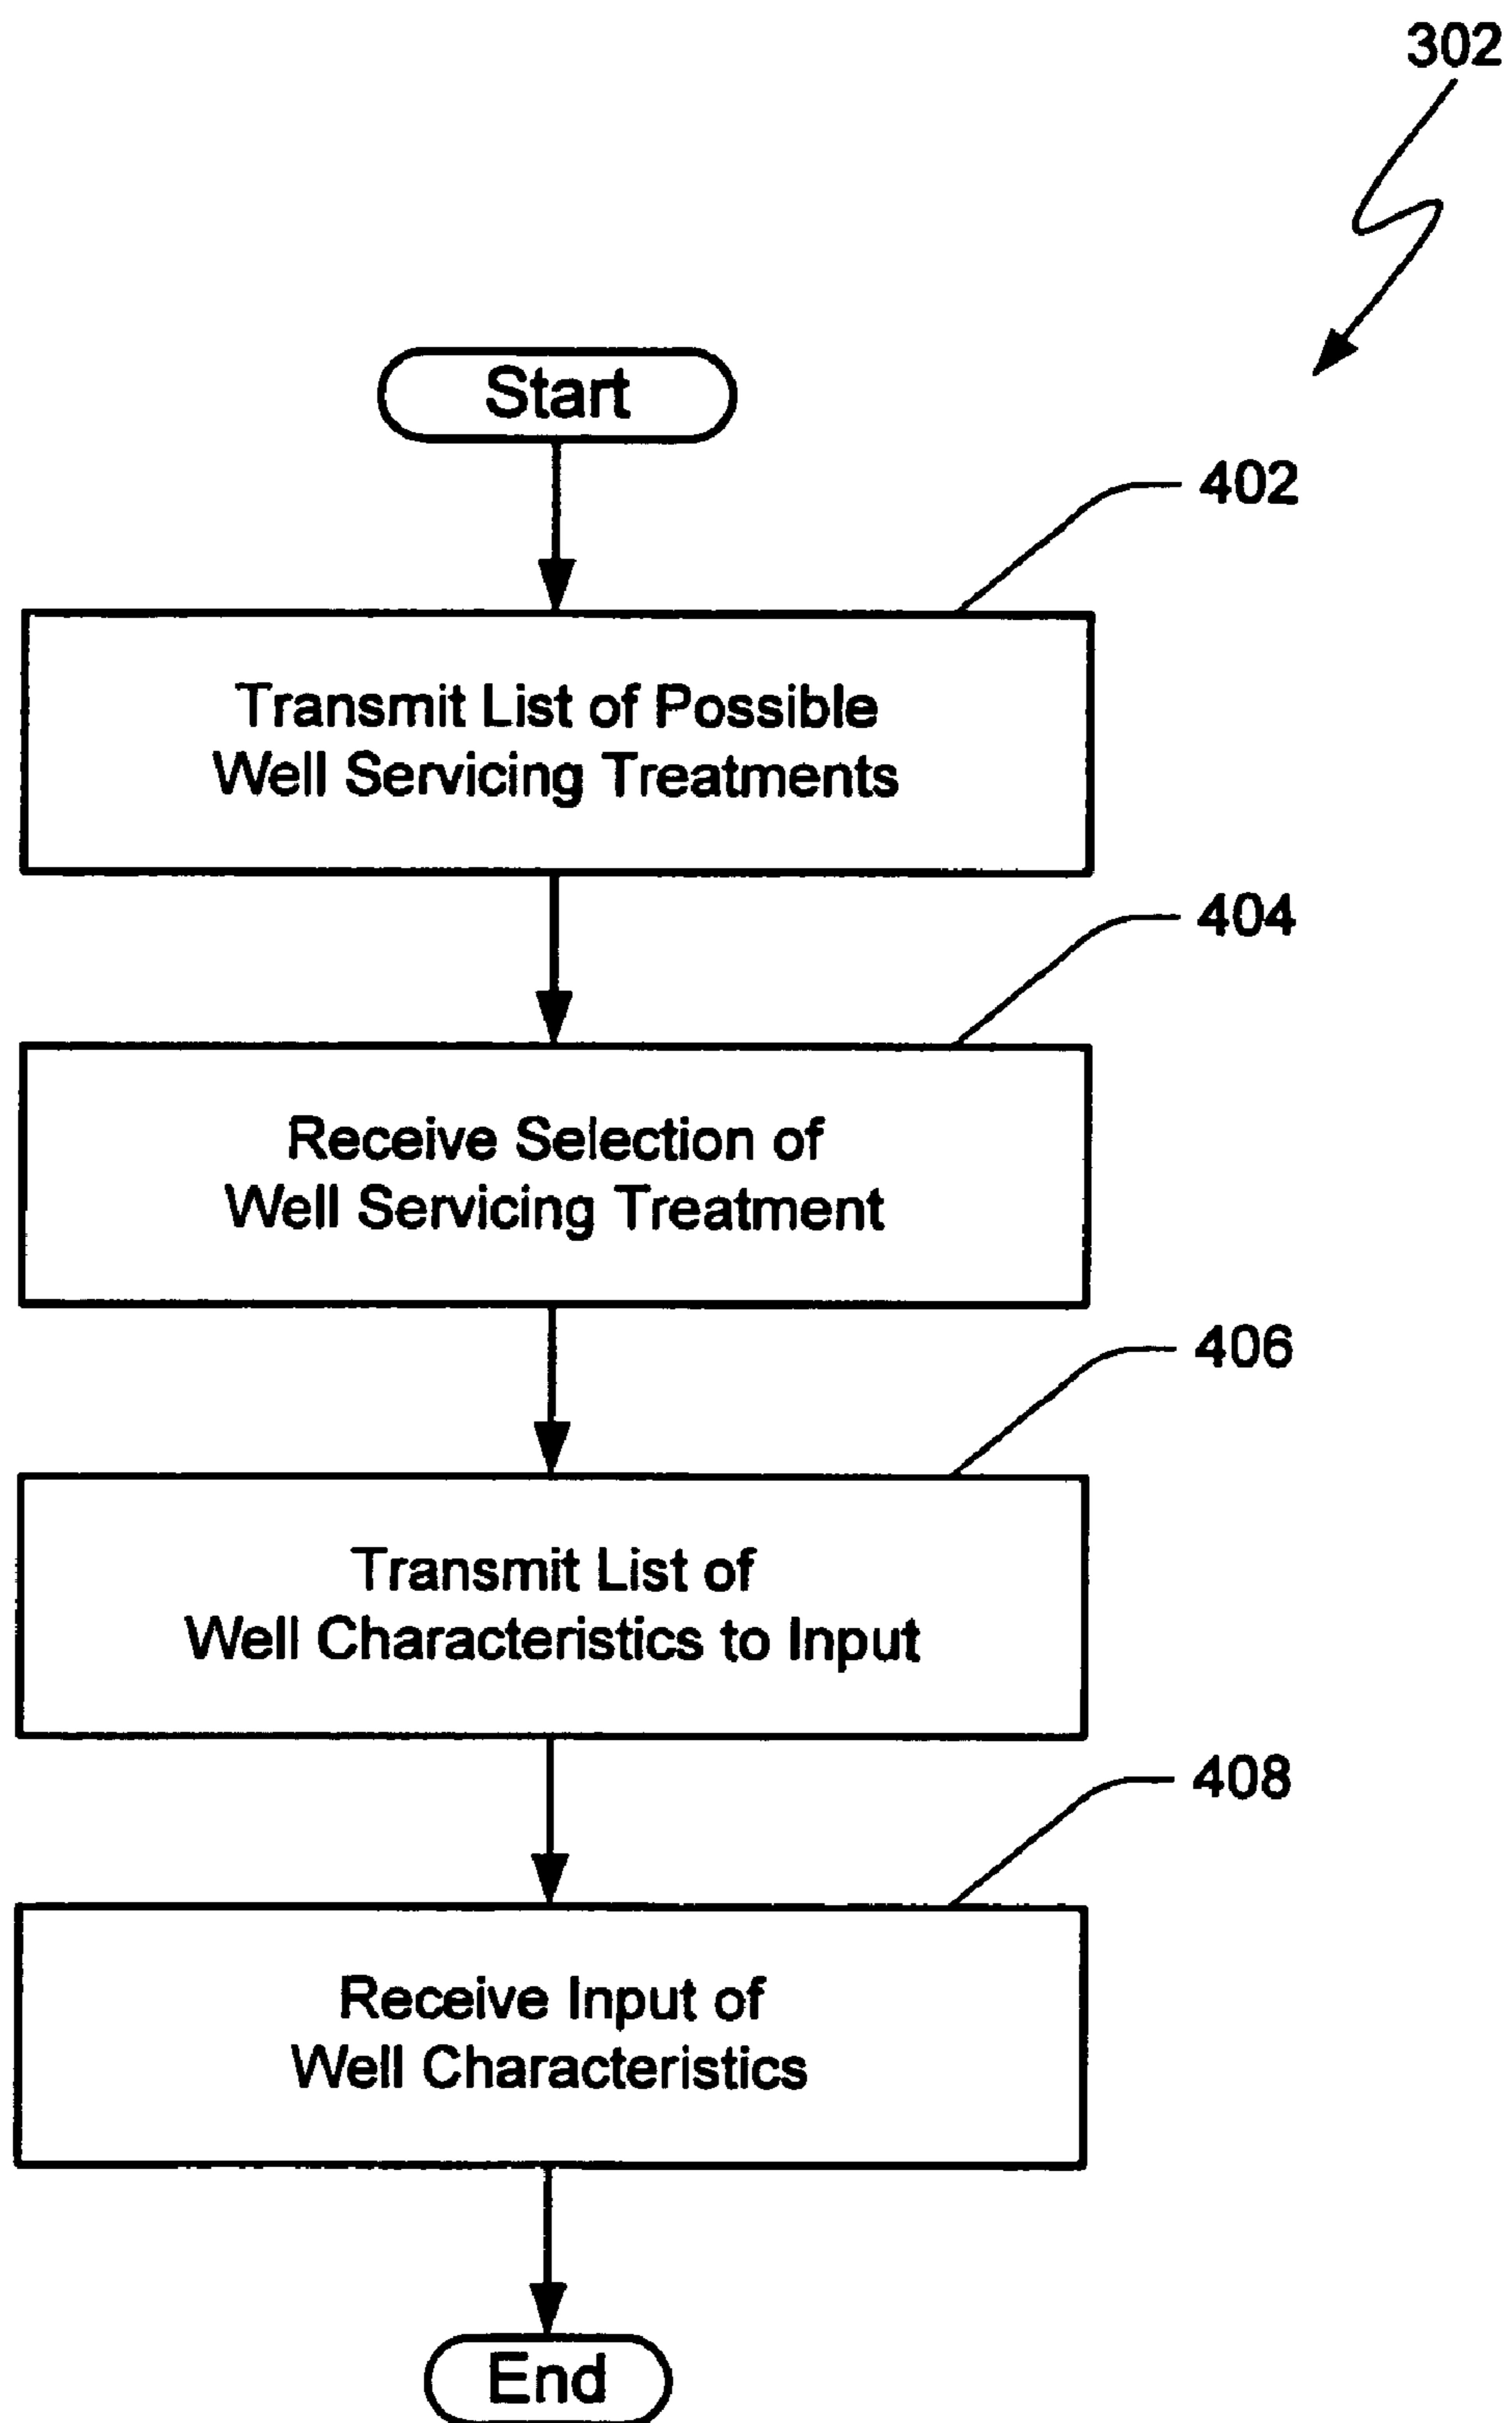 302
Start
402
Transmit List of Possible
Well Servicing Treatments
404
Receive Selection of
Well Servicing Treatment
406
Transmit List of
Well Characteristics to Input
408
Receive Input of
Well Characteristics
End